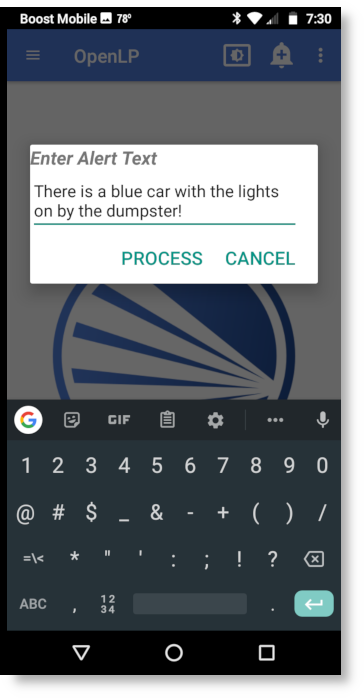 Boost Mobile 78° 7:30
OpenLP
Enter Alert Text
There is a blue car with the lights
on by the dumpster!
PROCESS CANCEL
G GIF
1 2 3 4 5 6 7 8 9 0
@ # $ _ & - + ( ) /
=\< * " ' : ; ! ?
ABC , 12 34 .